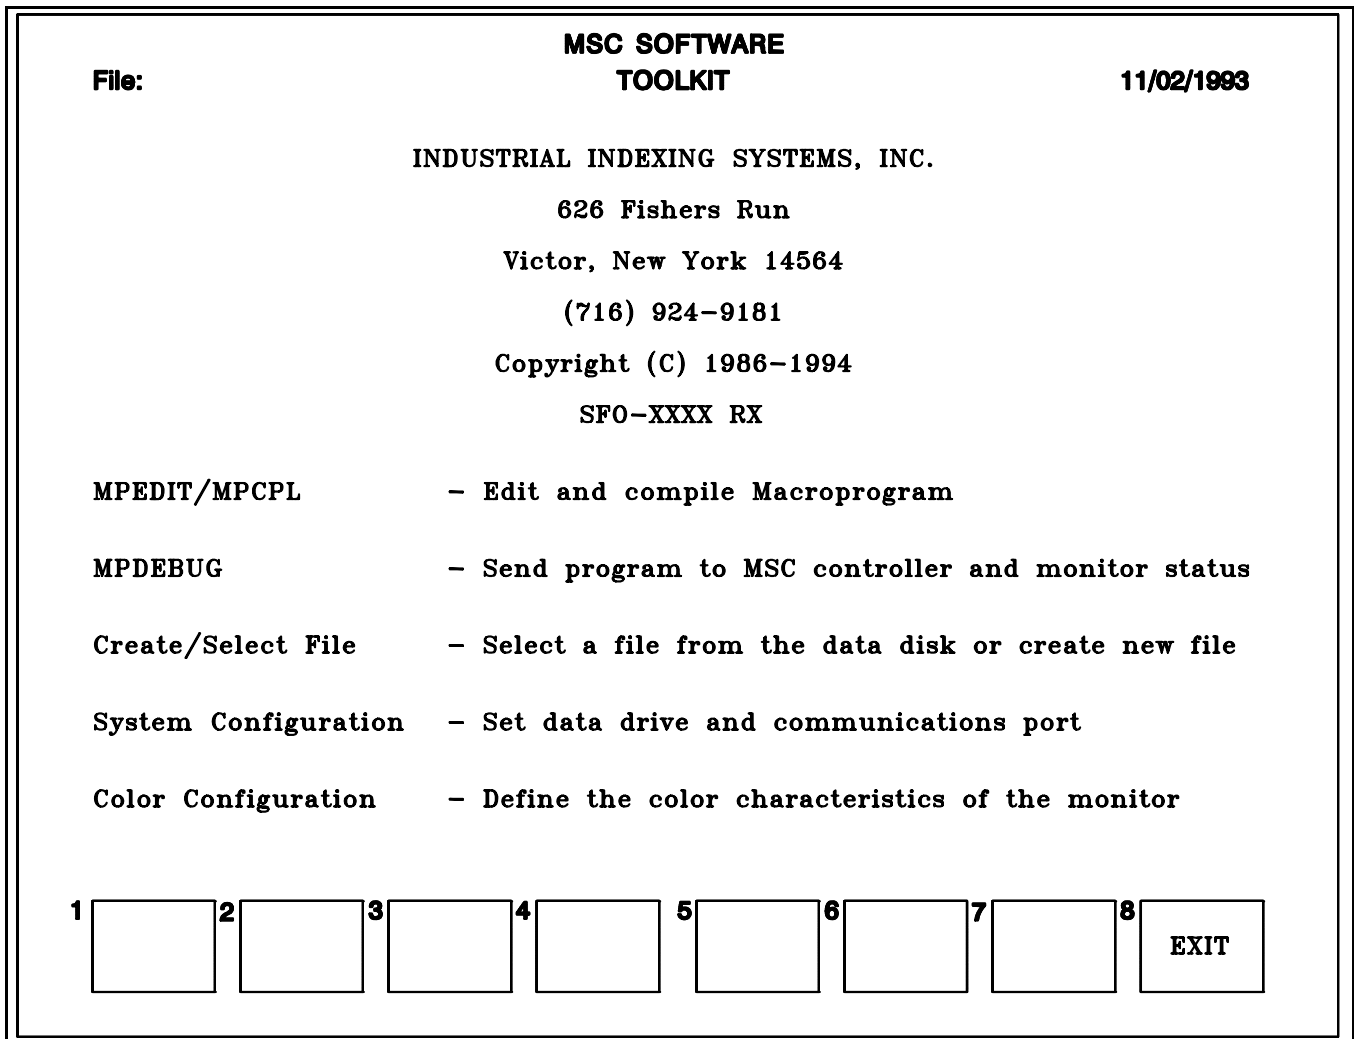 MSC SOFTWARE
File: TOOLKIT 11/02/1993
INDUSTRIAL INDEXING SYSTEMS, INC.
626 Fishers Run
Victor, New York 14564
(716) 924-9181
Copyright (C) 1986-1994
SFO-XXXX RX
MPEDIT/MPCPL - Edit and compile Macroprogram
MPDEBUG - Send program to MSC controller and monitor status
Create/Select File - Select a file from the data disk or create new file
System Configuration - Set data drive and communications port
Color Configuration - Define the color characteristics of the monitor
1 2 3 4 5 6 7 8
EXIT